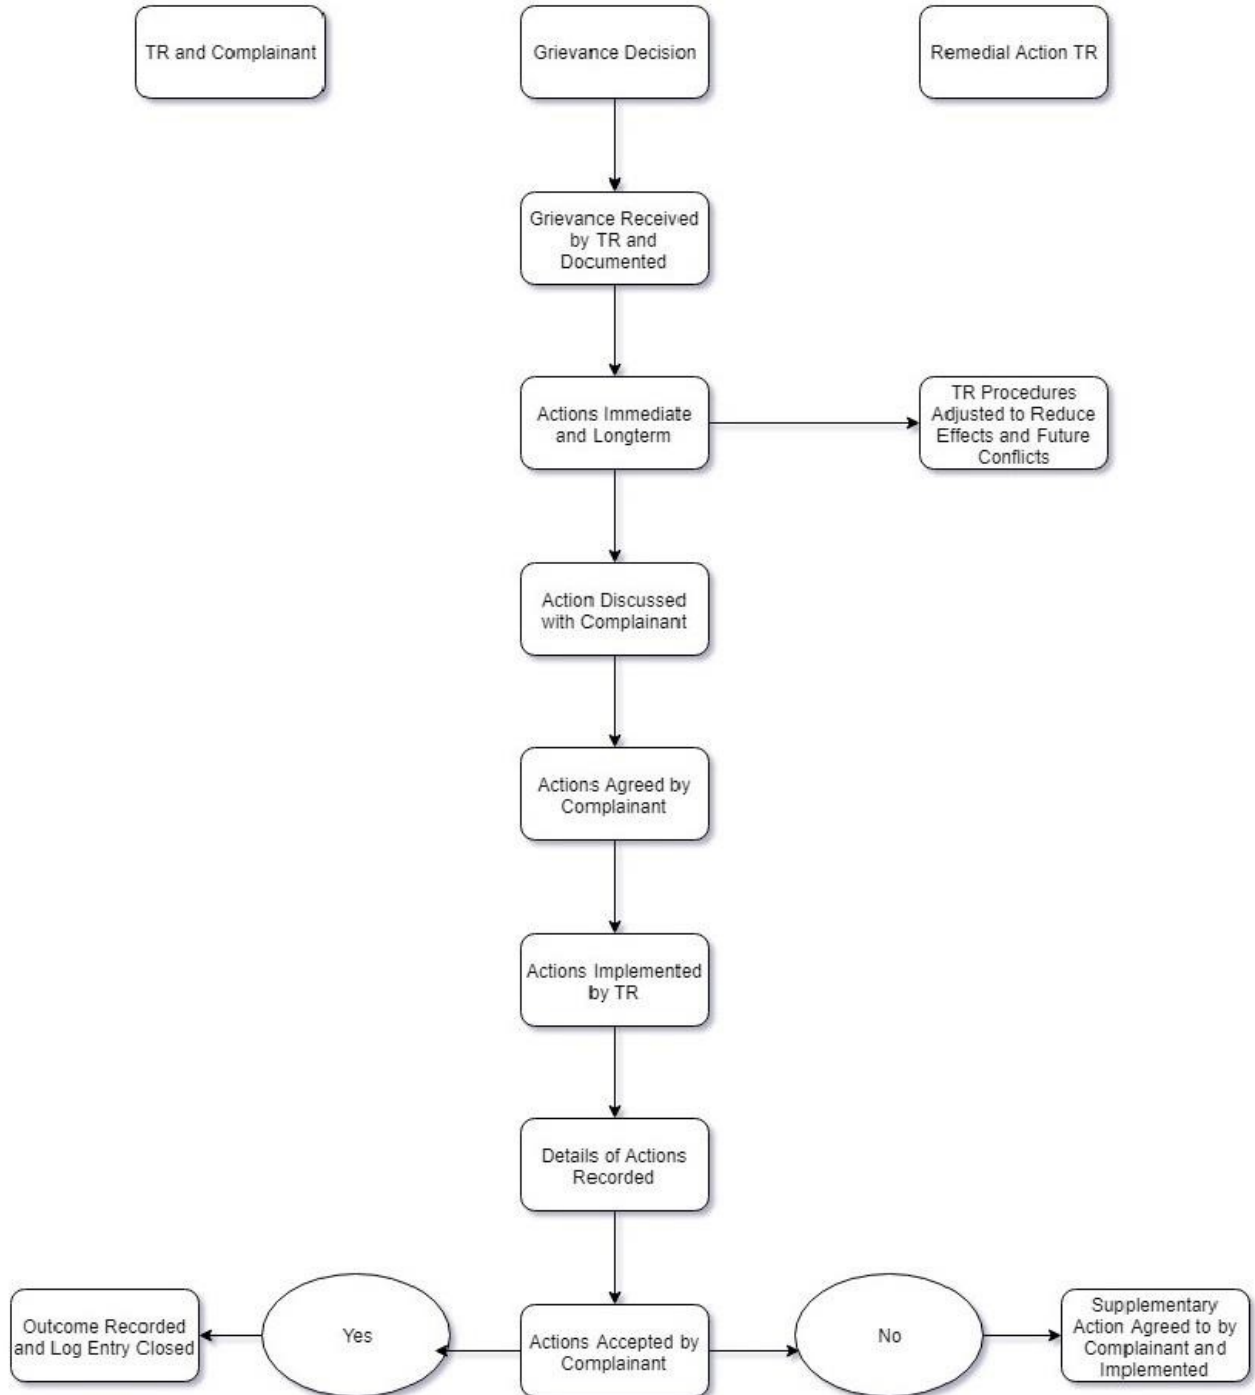 TR and Complainant
Grievance Decision
Remedial Action TR
Grievance Received
by TR and
Documented
Actions Immediate
and Longterm
TR Procedures
Adjusted to Reduce
Effects and Future
Conflicts
Action Discussed
with Complainant
Actions Agreed by
Complainant
Actions Implemented
by TR
Details of Actions
Recorded
Outcome Recorded
and Log Entry Closed
Yes
Actions Accepted by
Complainant
No
Supplementary
Action Agreed to by
Complainant and
Implemented